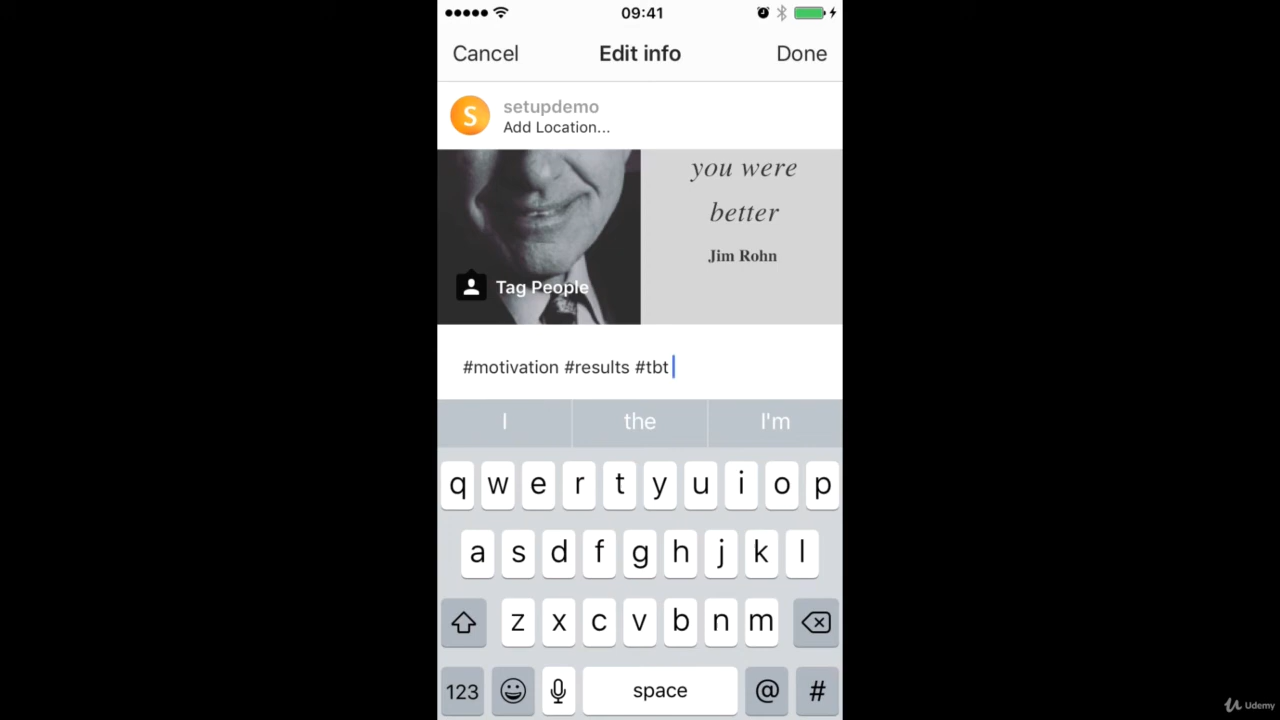 09:41
Cancel Edit info Done
S setupdemo
Add Location...
you were
better
Jim Rohn
Tag People
#motivation #results #tbt
I the I'm
q w e r t y u i o p
a s d f g h j k l
z x c v b n m
123 space @ #
Udemy